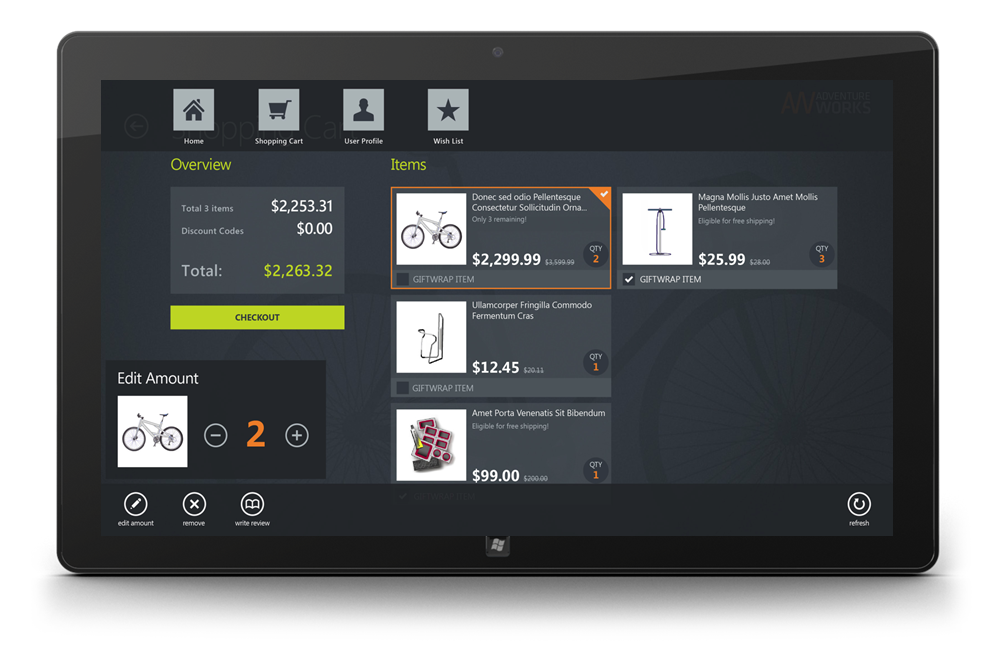 ADVENTURE
WORKS
Shopping Cart
Home
Shopping Cart
User Profile
Wish List
Overview
Total 3 items $2,253.31
Discount Codes $0.00
Total: $2,263.32
CHECKOUT
Items
Donec sed odio Pellentesque
Consectetur Sollicitudin Orna...
Only 3 remaining!
$2,299.99 $3,599.99
QTY
2
GIFTWRAP ITEM
Magna Mollis Justo Amet Mollis
Pellentesque
Eligible for free shipping!
$25.99 $28.00
QTY
3
GIFTWRAP ITEM
Ullamcorper Fringilla Commodo
Fermentum Cras
$12.45 $20.11
QTY
1
GIFTWRAP ITEM
Amet Porta Venenatis Sit Bibendum
Eligible for free shipping!
$99.00 $200.00
QTY
1
GIFTWRAP ITEM
Edit Amount
2
edit amount
remove
write review
refresh